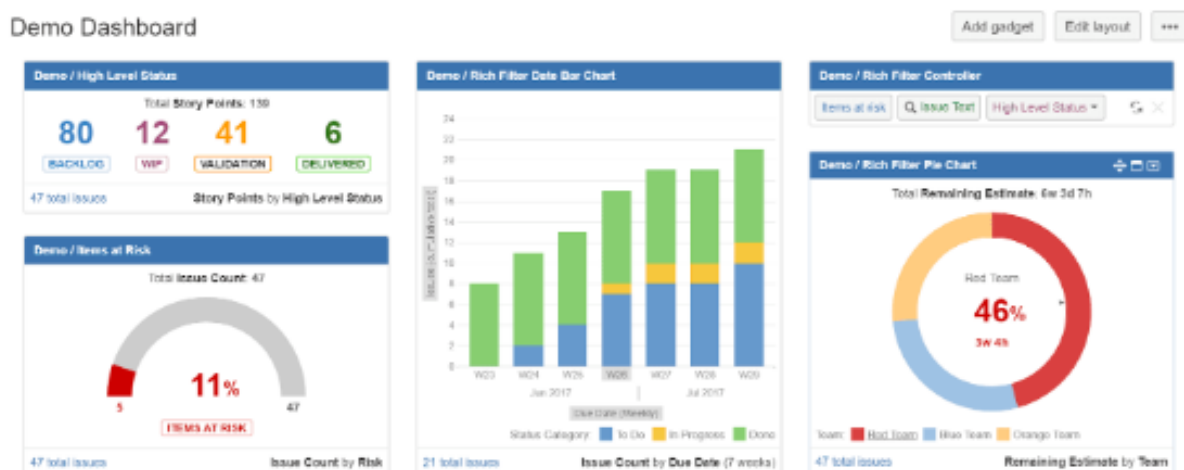 Demo Dashboard
Add gadget
Edit layout
•••
Demo / High Level Status
Total Story Points: 139
80 12 41 6
BACKLOG WIP VALIDATION DELIVERED
47 total issues
Story Points by High Level Status
Demo / Items at Risk
Total Issue Count: 47
11%
5 47
ITEMS AT RISK
47 total issues
Issue Count by Risk
Demo / Rich Filter Date Bar Chart
24
22
20
18
16
14
12
10
8
6
4
2
0
W23 W24 W25 W26 W27 W28 W29
Jun 2017 Jul 2017
Due Date (Weekly)
Status Category: To Do In Progress Done
21 total issues
Issue Count by Due Date (7 weeks)
Demo / Rich Filter Controller
Items at risk
Issue Text
High Level Status
Demo / Rich Filter Pie Chart
Total Remaining Estimate: 6w 3d 7h
Red Team
46%
3w 4h
Team: Red Team Blue Team Orange Team
47 total issues
Remaining Estimate by Team